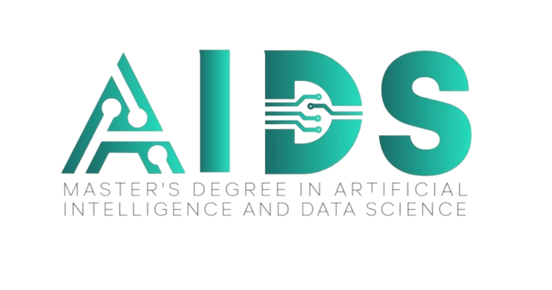 AIDS
MASTER'S DEGREE IN ARTIFICIAL
INTELLIGENCE AND DATA SCIENCE